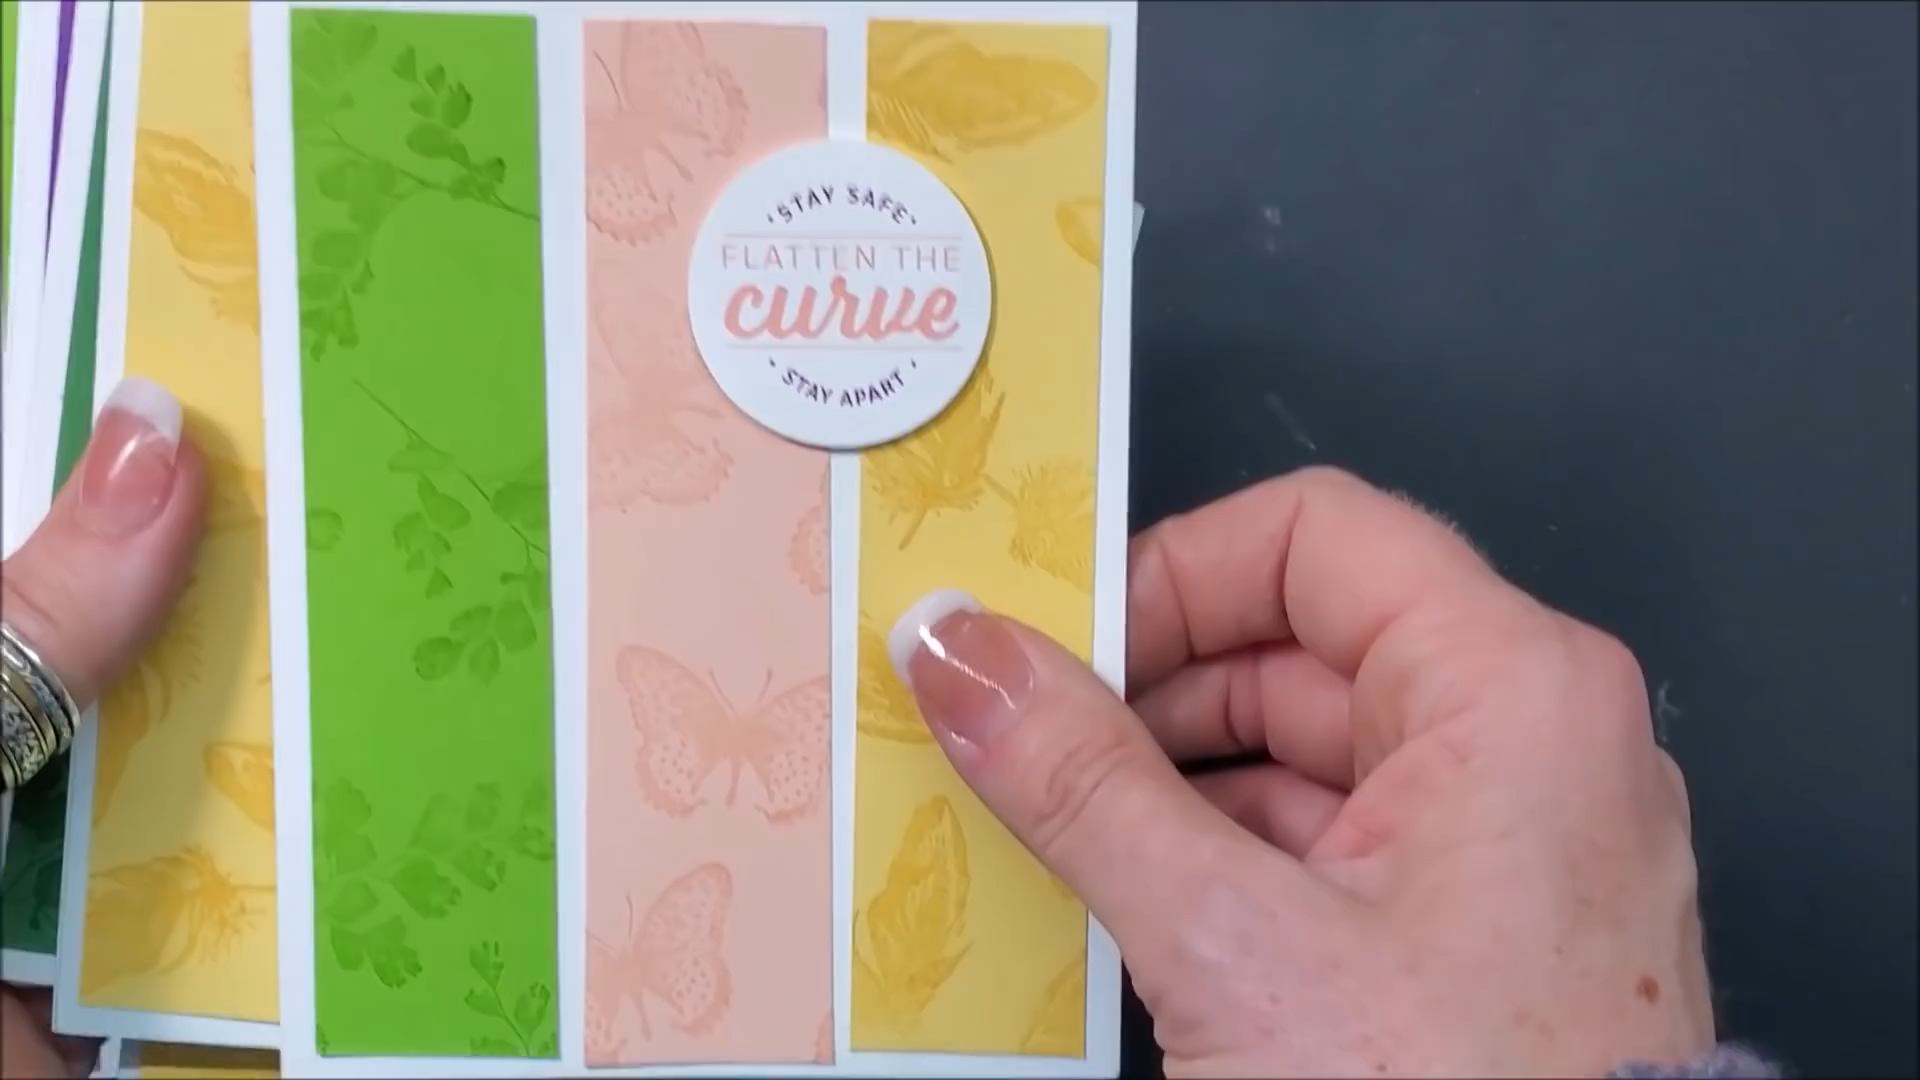 • STAY SAFE •
FLATTEN THE
curve
• STAY APART •